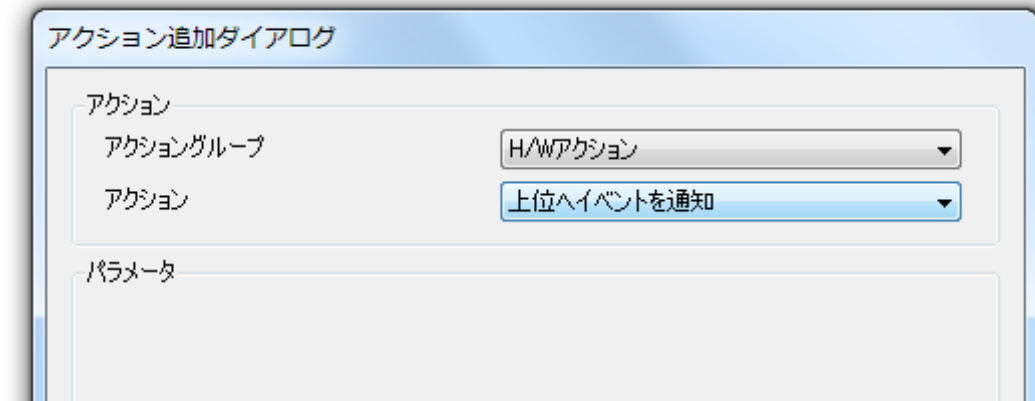 アクション追加ダイアログ
アクション
アクショングループ
H/Wアクション
アクション
上位へイベントを通知
パラメータ